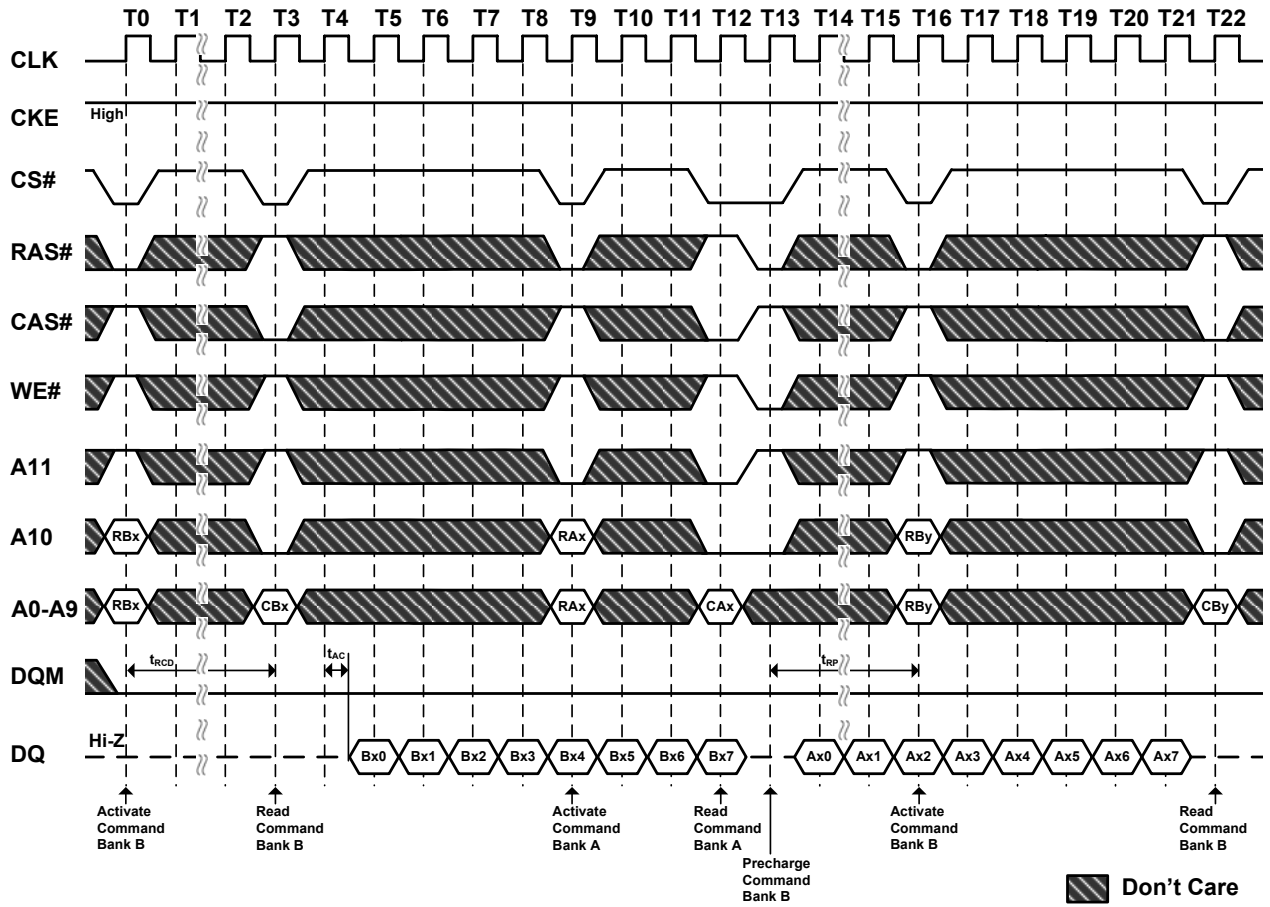 T0 T1 T2 T3 T4 T5 T6 T7 T8 T9 T10 T11 T12 T13 T14 T15 T16 T17 T18 T19 T20 T21 T22
CLK
CKE
High
CS#
RAS#
CAS#
WE#
A11
A10
RBx RAx RBy
A0-A9
RBx CBx RAx CAx RBy CBy
tRCD tAC tRP
DQM
Hi-Z
DQ
Bx0 Bx1 Bx2 Bx3 Bx4 Bx5 Bx6 Bx7 Ax0 Ax1 Ax2 Ax3 Ax4 Ax5 Ax6 Ax7
Activate
Command
Bank B
Read
Command
Bank B
Activate
Command
Bank A
Read
Command
Bank A
Precharge
Command
Bank B
Activate
Command
Bank B
Read
Command
Bank B
Don't Care